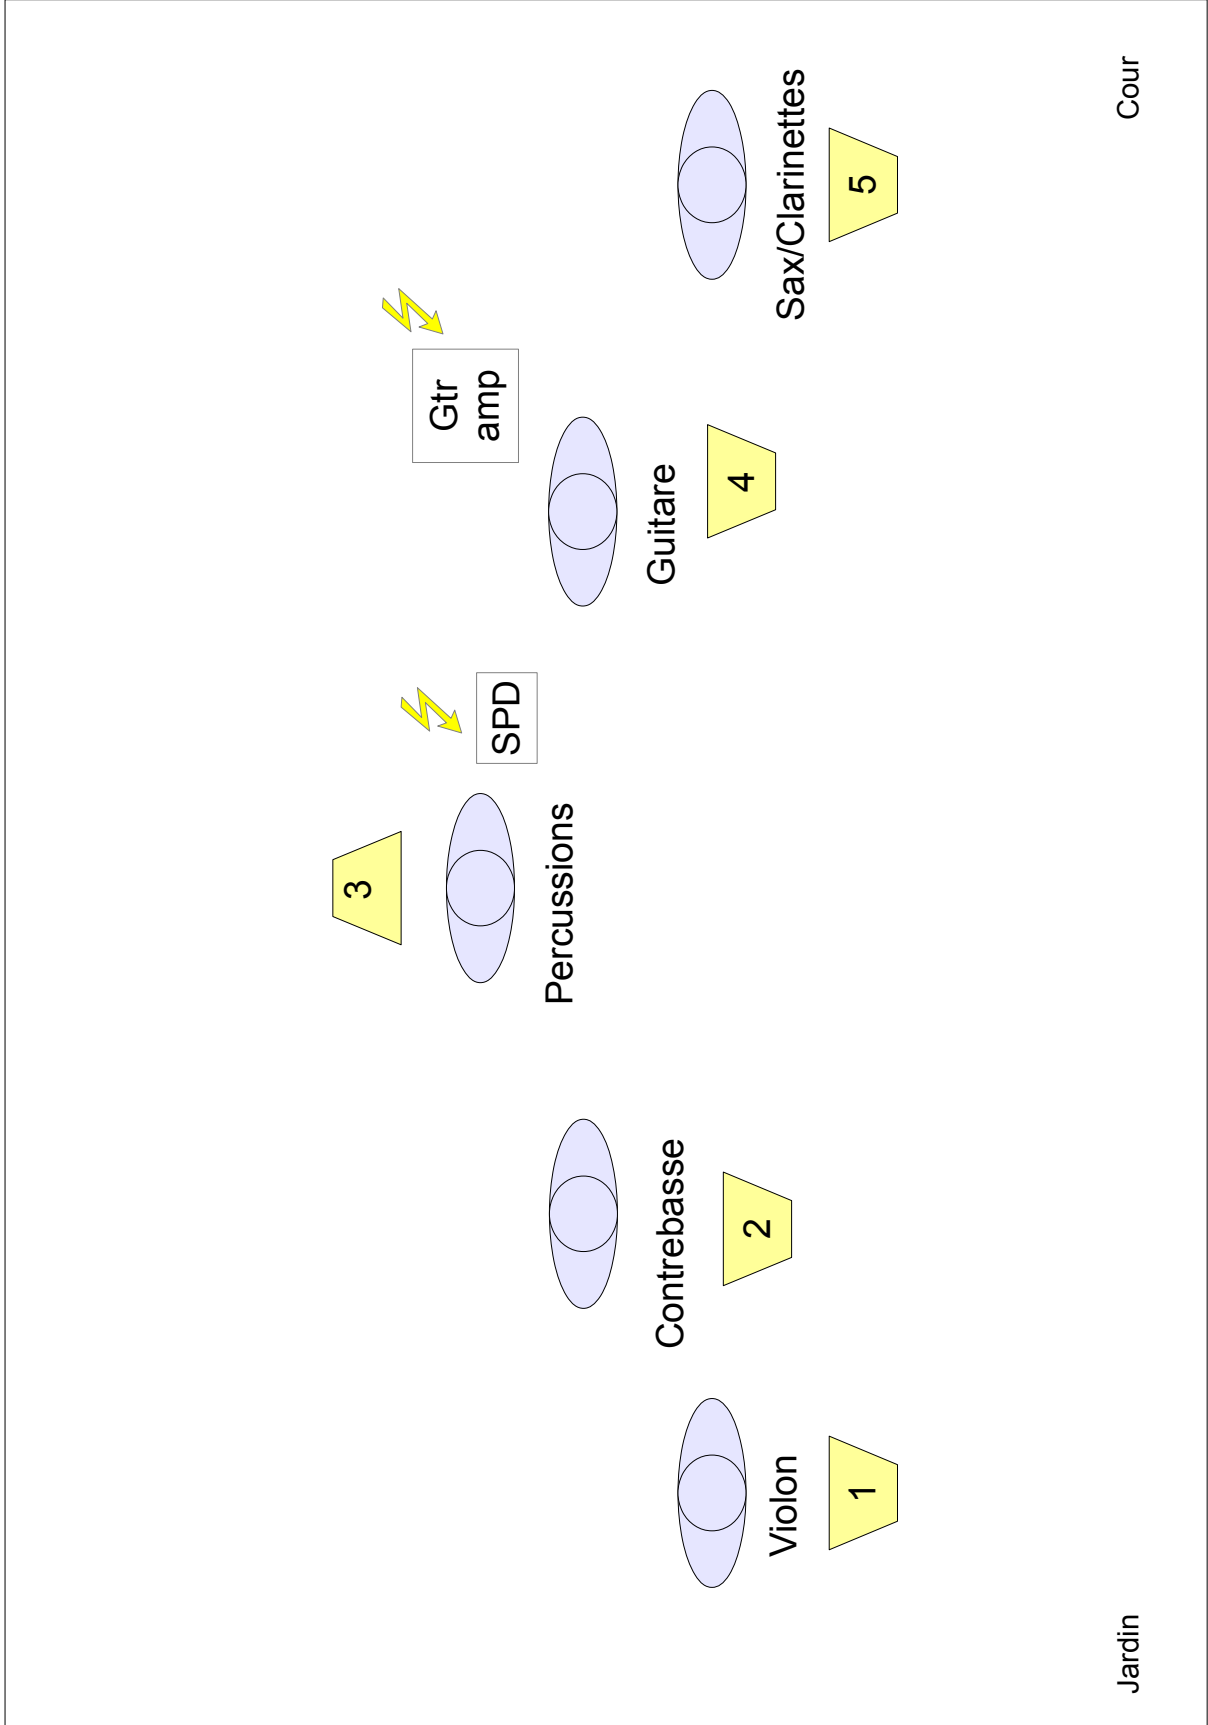 3
Gtr
amp
SPD
Percussions
Contrebasse
Guitare
2
4
Violon
Sax/Clarinettes
1
5
Jardin
Cour